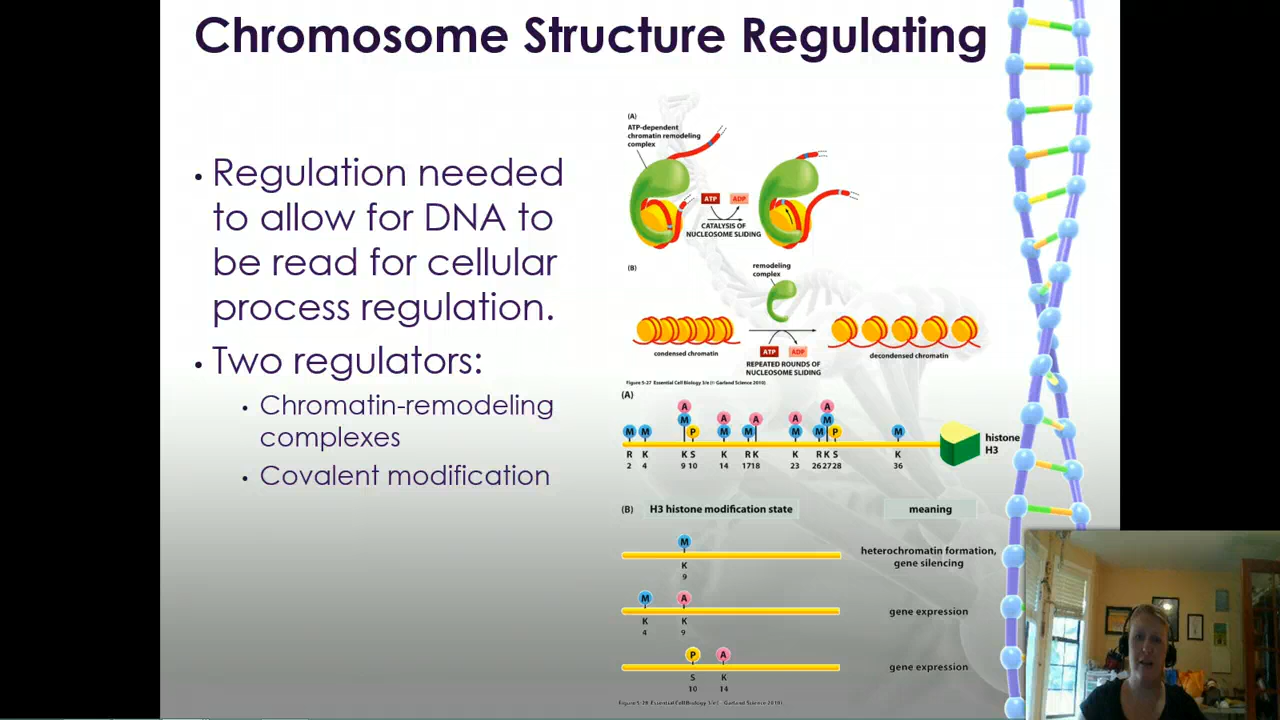 Chromosome Structure Regulating
• Regulation needed
to allow for DNA to
be read for cellular
process regulation.
• Two regulators:
• Chromatin-remodeling
complexes
• Covalent modification
(A)
ATP-dependent
chromatin remodeling
complex
ATP ADP
CATALYSIS OF
NUCLEOSOME SLIDING
(B)
remodeling
complex
condensed chromatin
decondensed chromatin
ATP ADP
REPEATED ROUNDS OF
NUCLEOSOME SLIDING
Figure 5-27 Essential Cell Biology 3/e (© Garland Science 2010)
(A)
A A
A A A M
M M M P M M M M P M
R K K S K R K K R K S K
2 4 9 10 14 17 18 23 26 27 28 36
histone
H3
(B) H3 histone modification state meaning
M
K
9
heterochromatin formation,
gene silencing
M A
K K
4 9
gene expression
P A
S K
10 14
gene expression
Essential Cell Biology 3/e (© Garland Science 2010)